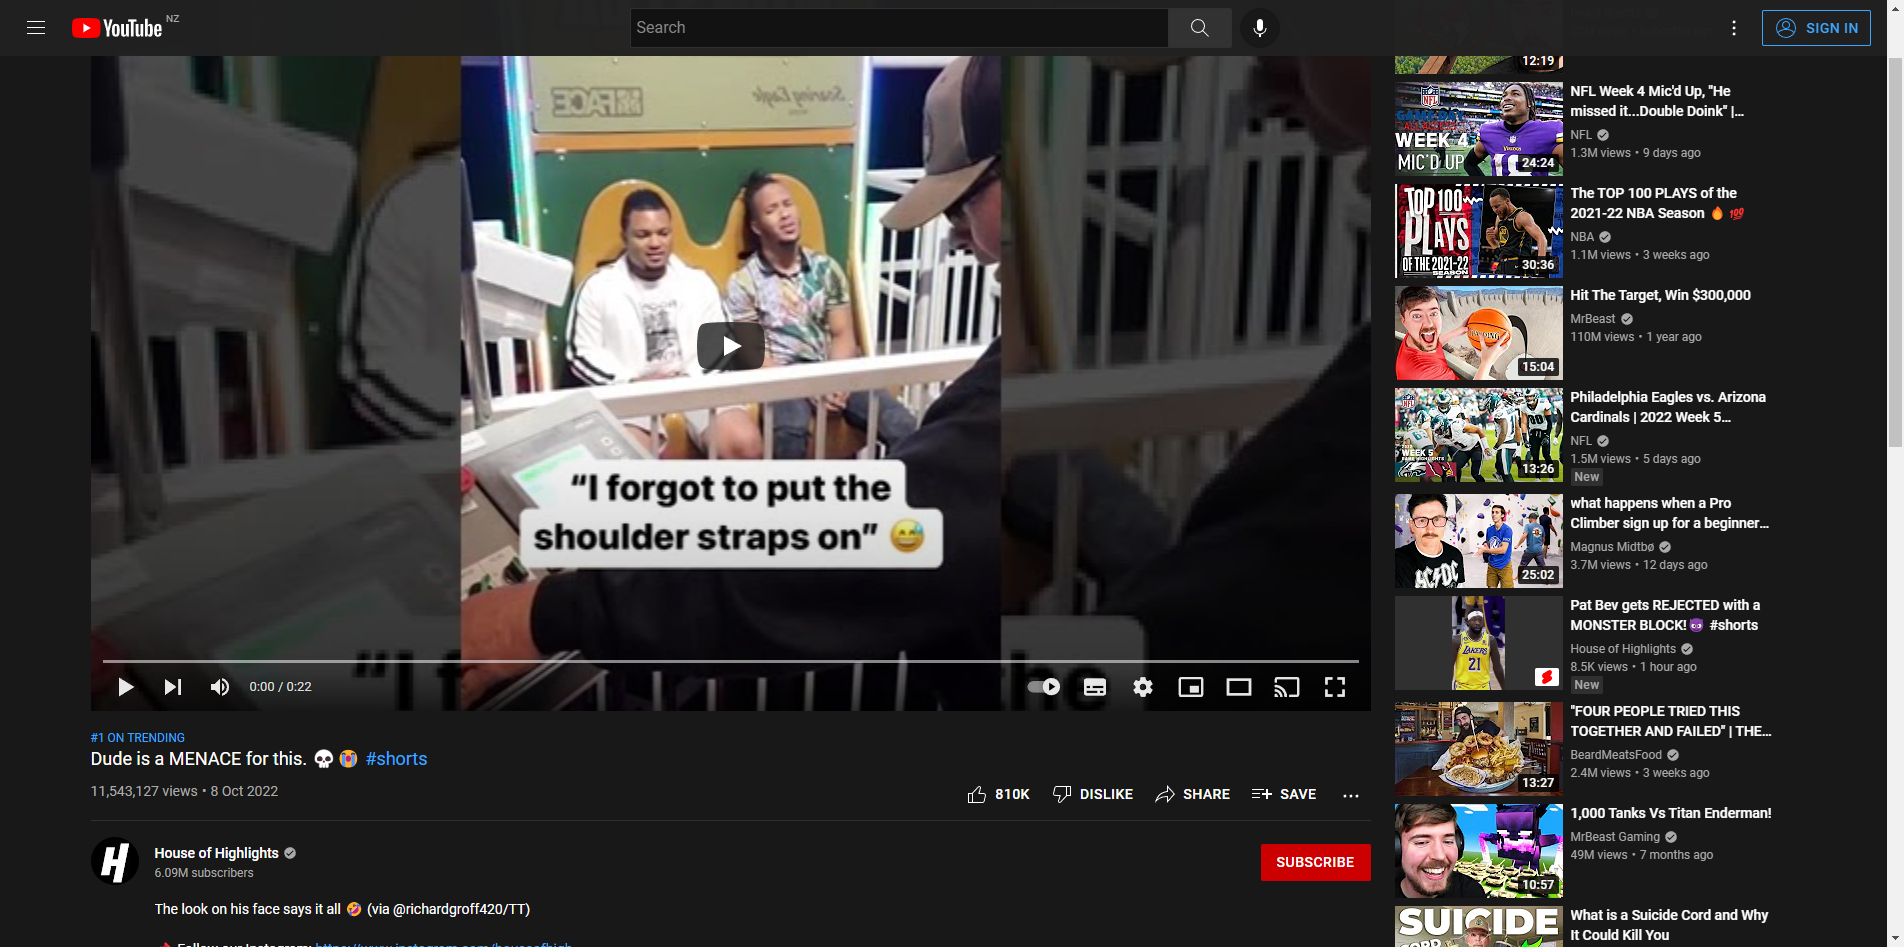 YouTube NZ
Search
SIGN IN
"I forgot to put the
shoulder straps on" 😅
0:00 / 0:22
#1 ON TRENDING
Dude is a MENACE for this. 💀😭 #shorts
11,543,127 views • 8 Oct 2022
810K
DISLIKE
SHARE
SAVE
House of Highlights
6.09M subscribers
SUBSCRIBE
The look on his face says it all 🤣 (via @richardgroff420/TT)
12:19
WEEK 4
MIC'D UP
24:24
NFL Week 4 Mic'd Up, "He
missed it...Double Doink" |...
NFL
1.3M views • 9 days ago
TOP 100
PLAYS
OF THE 2021-22
SEASON
30:36
The TOP 100 PLAYS of the
2021-22 NBA Season 🔥 💯
NBA
1.1M views • 3 weeks ago
15:04
Hit The Target, Win $300,000
MrBeast
110M views • 1 year ago
WEEK 5
13:26
Philadelphia Eagles vs. Arizona
Cardinals | 2022 Week 5...
NFL
1.5M views • 5 days ago
New
25:02
what happens when a Pro
Climber sign up for a beginner...
Magnus Midtbø
3.7M views • 12 days ago
LAKERS
21
Pat Bev gets REJECTED with a
MONSTER BLOCK!😈 #shorts
House of Highlights
8.5K views • 1 hour ago
New
13:27
"FOUR PEOPLE TRIED THIS
TOGETHER AND FAILED" | THE...
BeardMeatsFood
2.4M views • 3 weeks ago
10:57
1,000 Tanks Vs Titan Enderman!
MrBeast Gaming
49M views • 7 months ago
SUICIDE
CORD
What is a Suicide Cord and Why
It Could Kill You